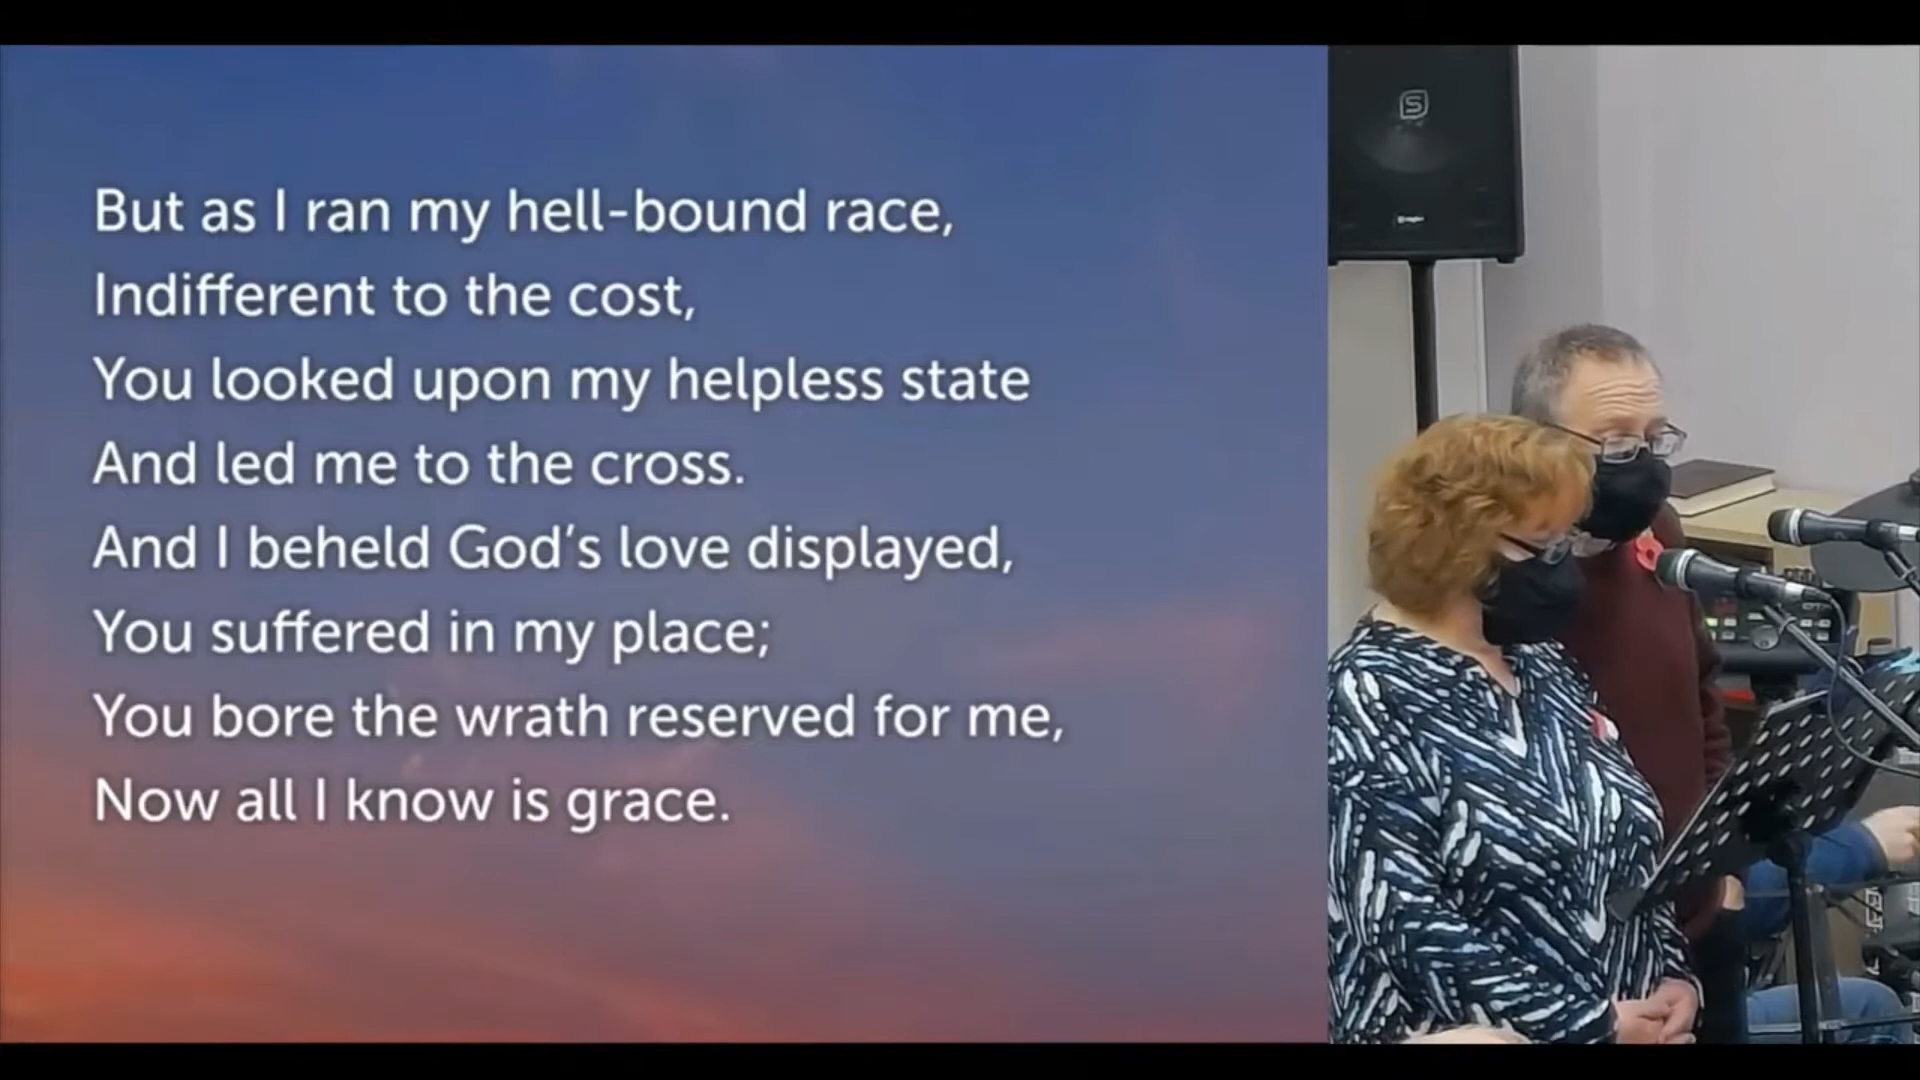 But as I ran my hell-bound race,
Indifferent to the cost,
You looked upon my helpless state
And led me to the cross.
And I beheld God's love displayed,
You suffered in my place;
You bore the wrath reserved for me,
Now all I know is grace.